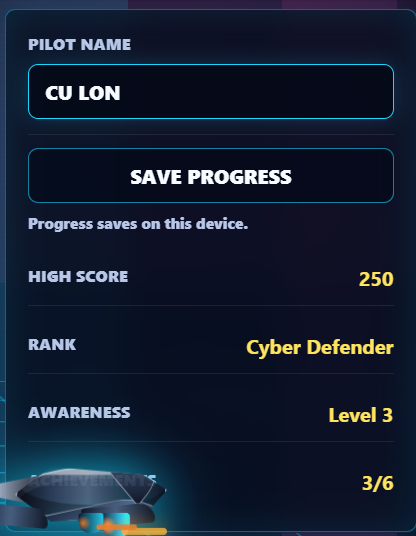 PILOT NAME
CU LON
SAVE PROGRESS
Progress saves on this device.
HIGH SCORE
250
RANK
Cyber Defender
AWARENESS
Level 3
ACHIEVEMENTS
3/6